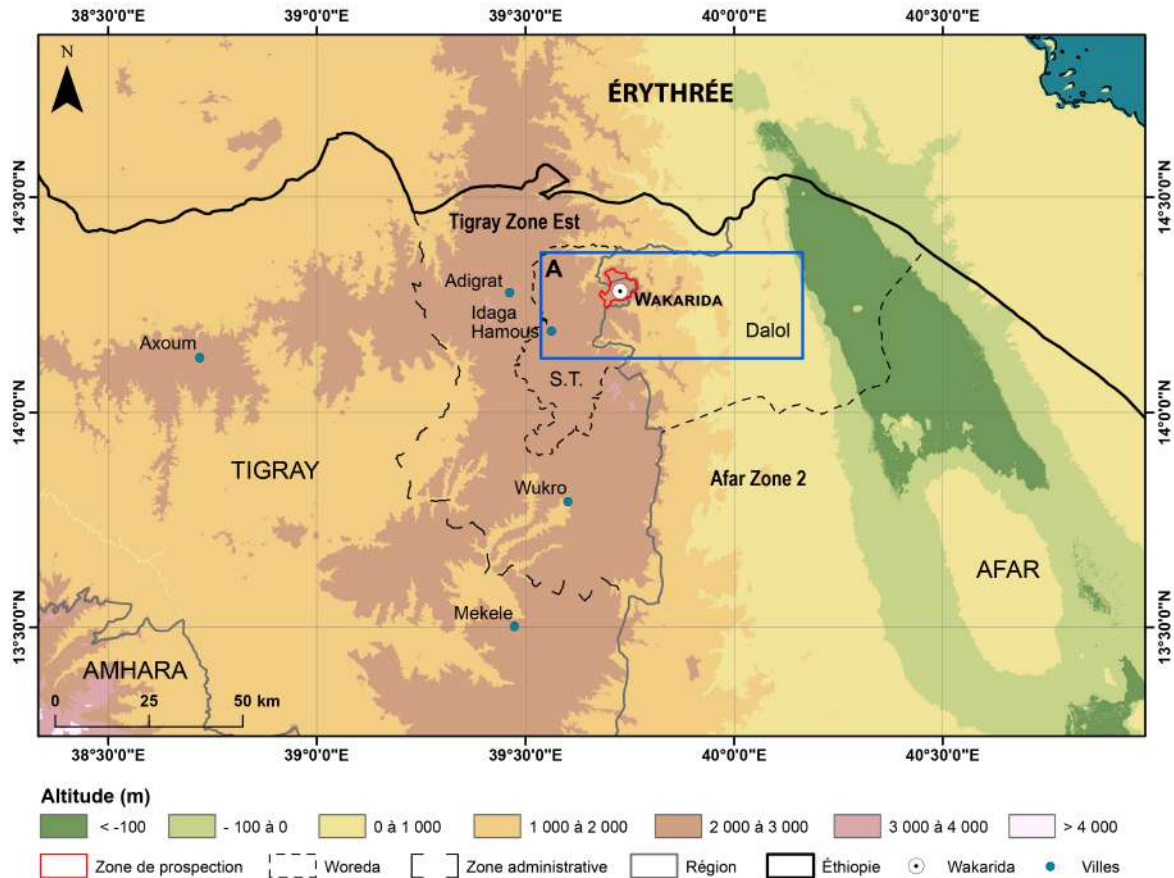 38°30'0"E 39°0'0"E 39°30'0"E 40°0'0"E 40°30'0"E
N
ÉRYTHRÉE
14°30'0"N
14°30'0"N
Tigray Zone Est
A
Adigrat
WAKARIDA
Idaga
Hamous
Dalol
Axoum
S.T.
14°0'0"N
14°0'0"N
TIGRAY
Afar Zone 2
Wukro
AFAR
Mekele
13°30'0"N
13°30'0"N
AMHARA
0 25 50 km
38°30'0"E 39°0'0"E 39°30'0"E 40°0'0"E 40°30'0"E
Altitude (m)
< -100 - 100 à 0 0 à 1 000 1 000 à 2 000 2 000 à 3 000 3 000 à 4 000 > 4 000
Zone de prospection Woreda Zone administrative Région Éthiopie Wakarida Villes